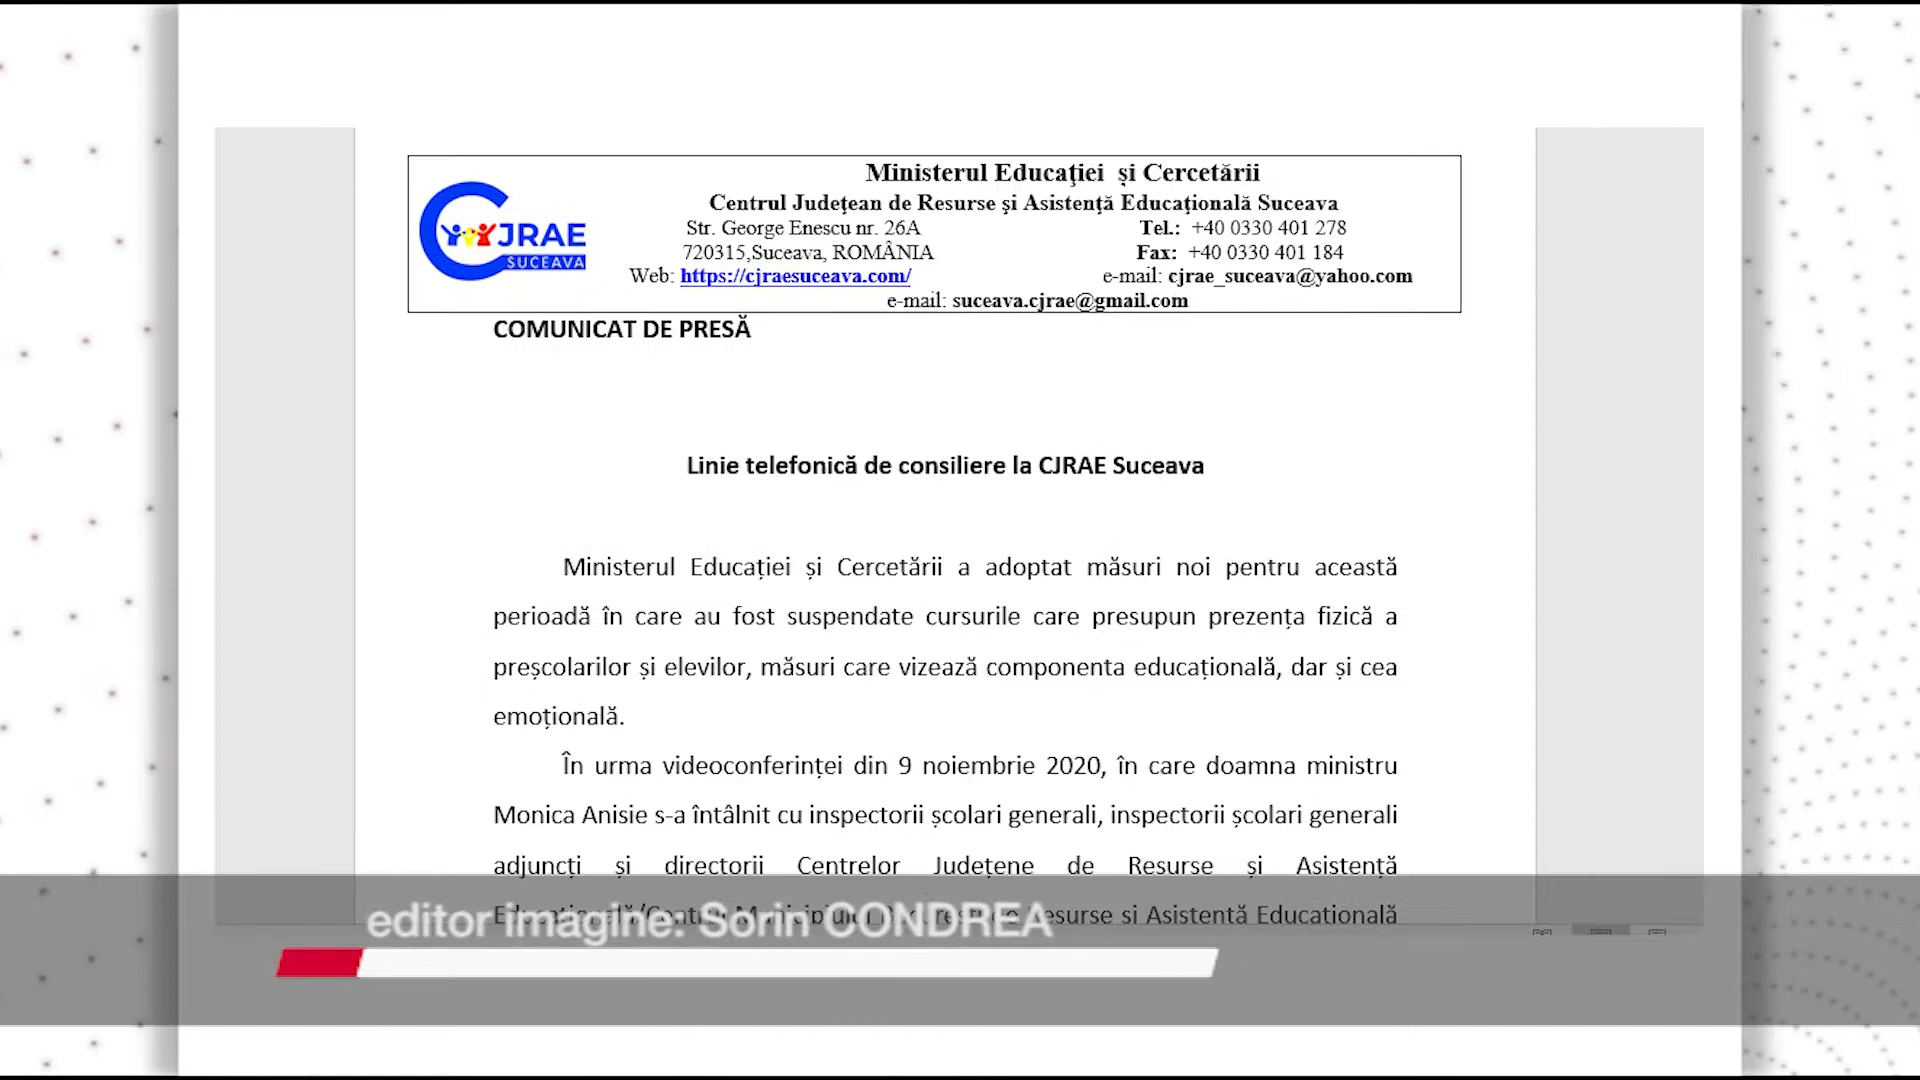 Ministerul Educaţiei și Cercetării
Centrul Judeţean de Resurse şi Asistenţă Educaţională Suceava
Str. George Enescu nr. 26A
Tel.: +40 0330 401 278
720315,Suceava, ROMÂNIA
Fax: +40 0330 401 184
Web: https://cjraesuceava.com/
e-mail: cjrae_suceava@yahoo.com
e-mail: suceava.cjrae@gmail.com
CJRAE
SUCEAVA
COMUNICAT DE PRESĂ
Linie telefonică de consiliere la CJRAE Suceava
Ministerul Educației și Cercetării a adoptat măsuri noi pentru această
perioadă în care au fost suspendate cursurile care presupun prezența fizică a
preșcolarilor și elevilor, măsuri care vizează componenta educațională, dar și cea
emoțională.
În urma videoconferinței din 9 noiembrie 2020, în care doamna ministru
Monica Anisie s-a întâlnit cu inspectorii școlari generali, inspectorii școlari generali
adjuncți și directorii Centrelor Județene de Resurse și Asistență
Resurse și Asistență Educațională
editor imagine: Sorin CONDREA